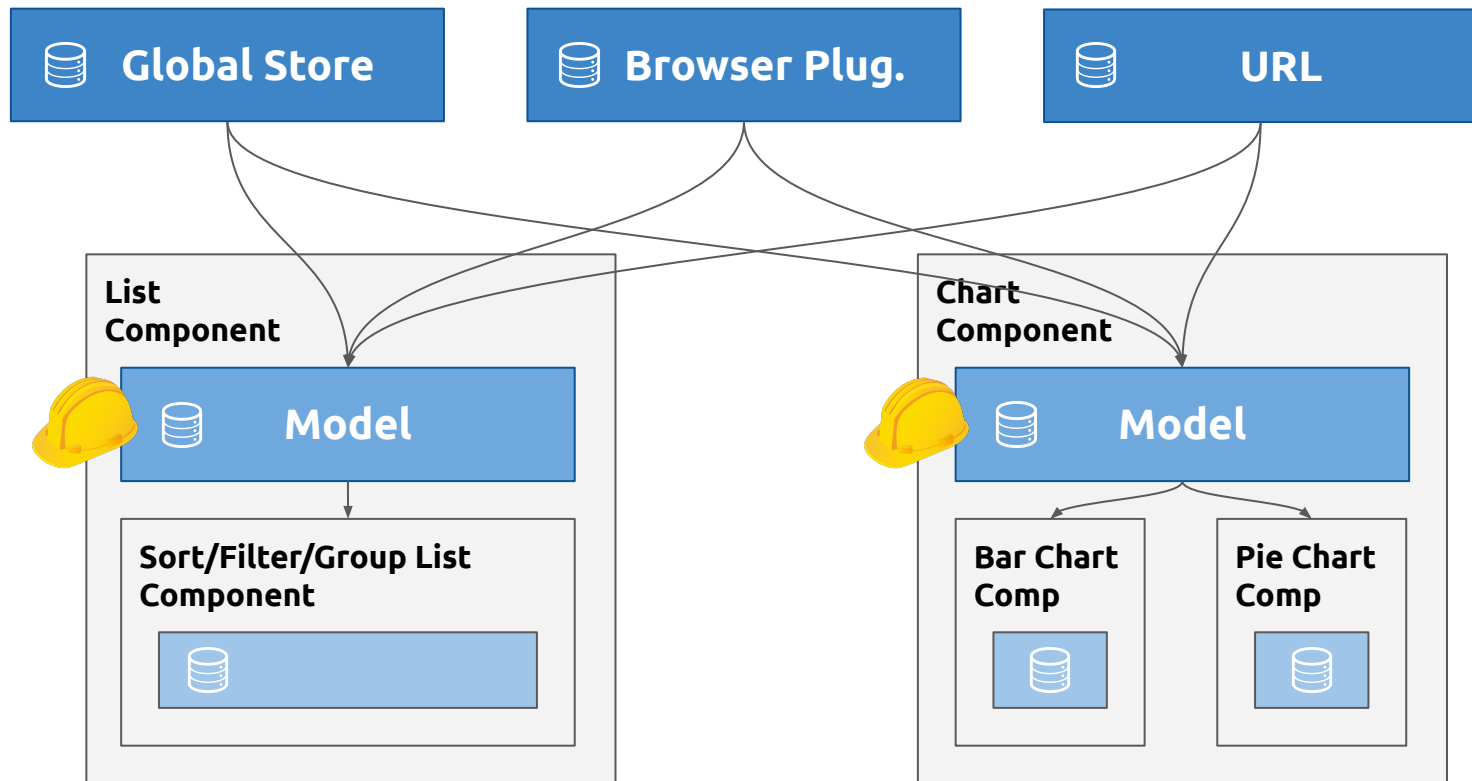 Global Store
Browser Plug.
URL
List
Component
Chart
Component
Model
Model
Sort/Filter/Group List
Component
Bar Chart
Comp
Pie Chart
Comp